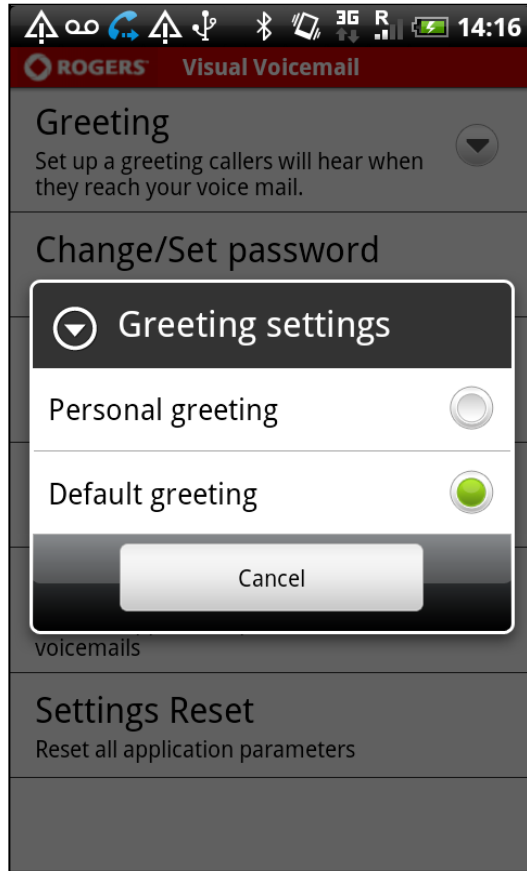 3G R 14:16
ROGERS Visual Voicemail
Greeting
Set up a greeting callers will hear when
they reach your voice mail.
Change/Set password
Greeting settings
Personal greeting
Default greeting
Cancel
voicemails
Settings Reset
Reset all application parameters